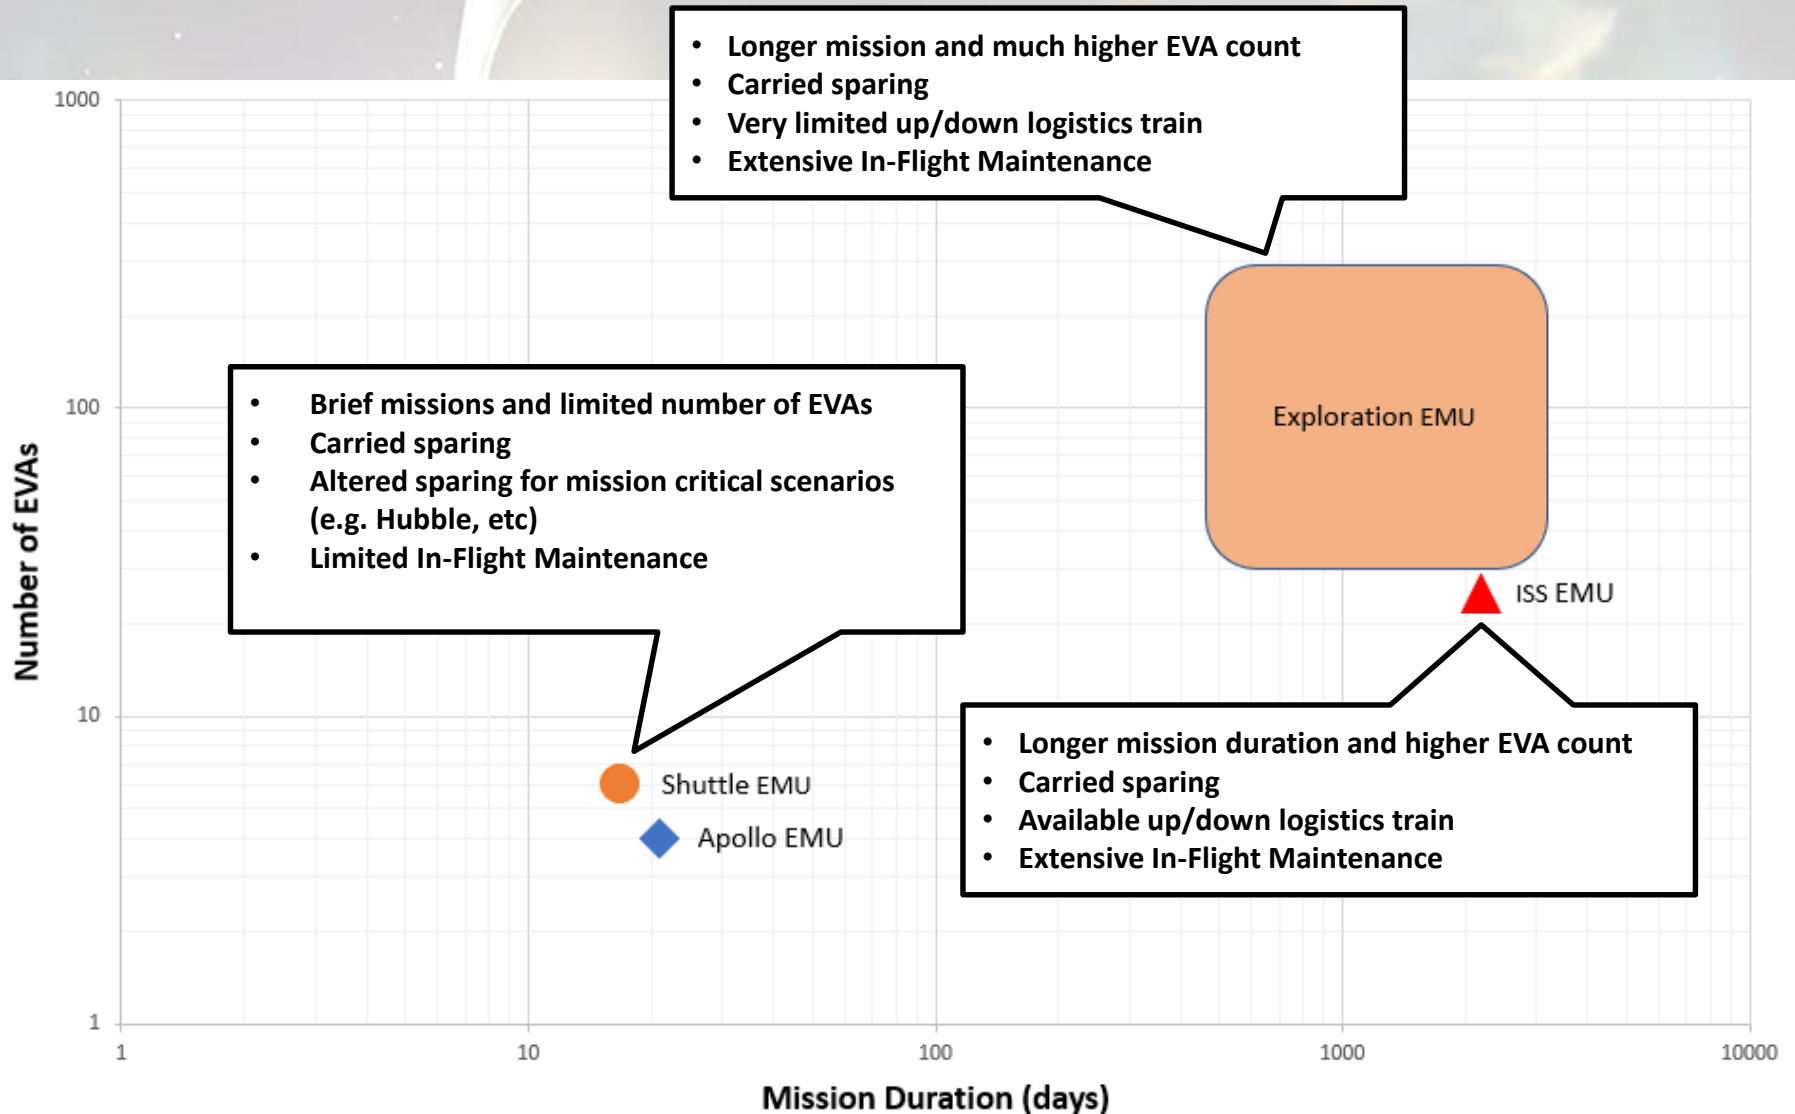 • Longer mission and much higher EVA count
• Carried sparing
• Very limited up/down logistics train
• Extensive In-Flight Maintenance
1000
• Brief missions and limited number of EVAs
• Carried sparing
• Altered sparing for mission critical scenarios
(e.g. Hubble, etc)
• Limited In-Flight Maintenance
100
Exploration EMU
Number of EVAs
ISS EMU
10
• Longer mission duration and higher EVA count
• Carried sparing
• Available up/down logistics train
• Extensive In-Flight Maintenance
Shuttle EMU
Apollo EMU
1
1
10
100
1000
10000
Mission Duration (days)